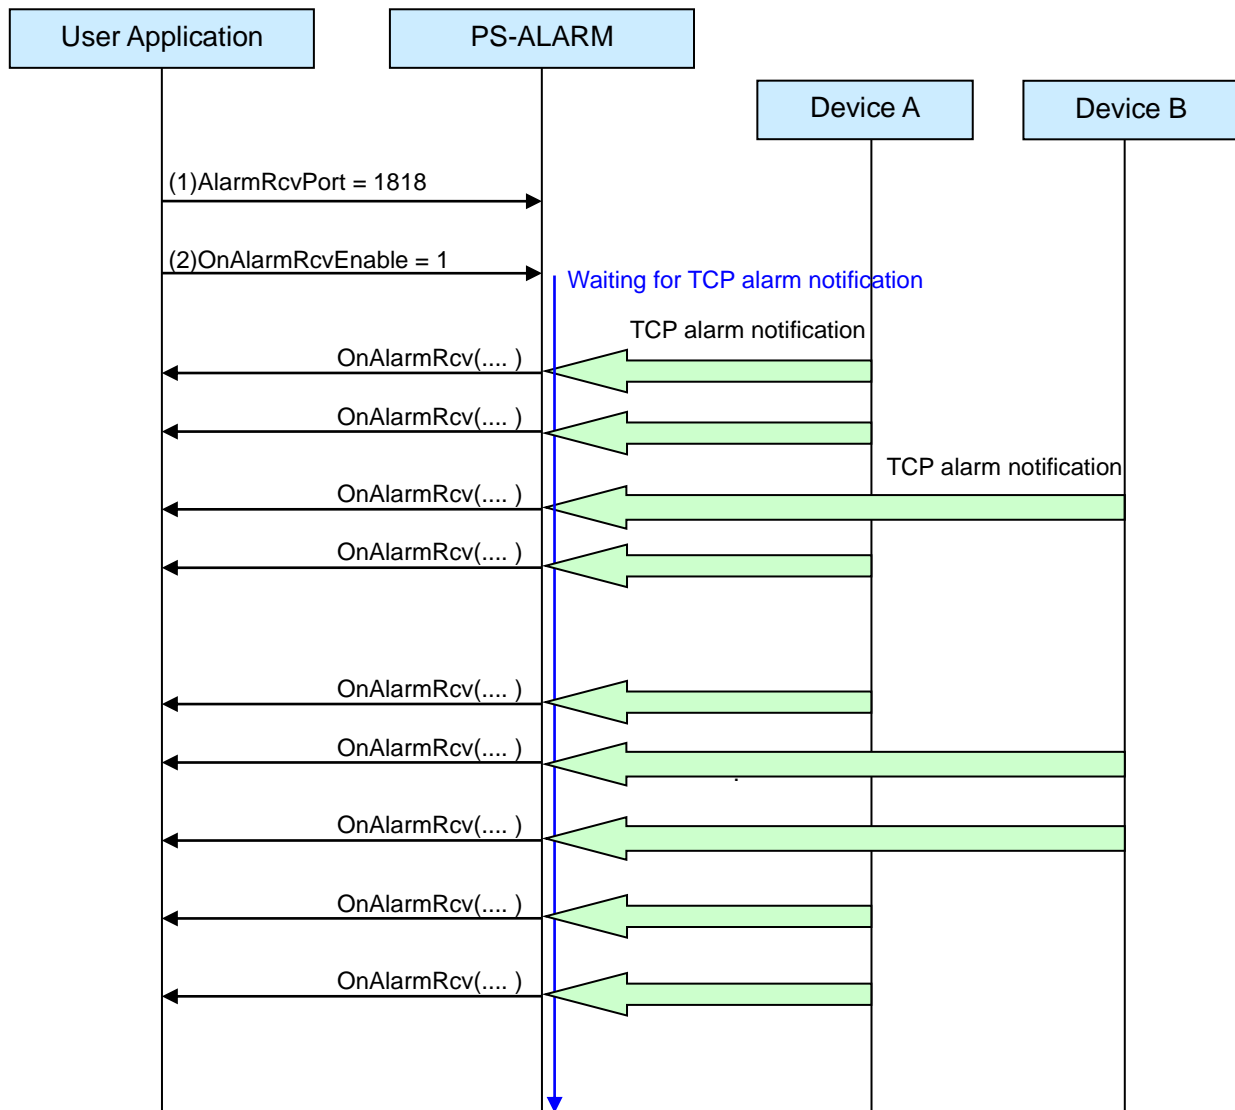 User Application
PS-ALARM
Device A
Device B
(1)AlarmRcvPort = 1818
(2)OnAlarmRcvEnable = 1
Waiting for TCP alarm notification
TCP alarm notification
OnAlarmRcv(.... )
OnAlarmRcv(.... )
TCP alarm notification
OnAlarmRcv(.... )
OnAlarmRcv(.... )
OnAlarmRcv(.... )
OnAlarmRcv(.... )
OnAlarmRcv(.... )
OnAlarmRcv(.... )
OnAlarmRcv(.... )